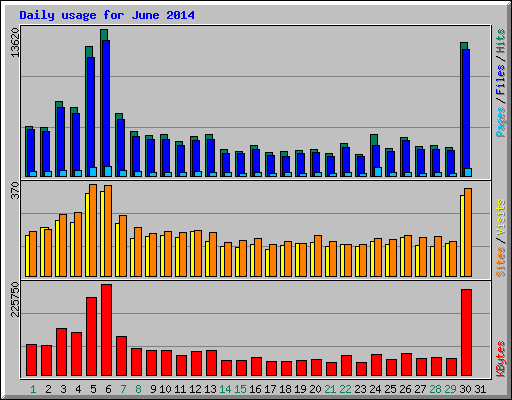 Daily usage for June 2014
13620
Pages / Files / Hits
370
Sites / Visits
225750
KBytes
1 2 3 4 5 6 7 8 9 10 11 12 13 14 15 16 17 18 19 20 21 22 23 24 25 26 27 28 29 30 31